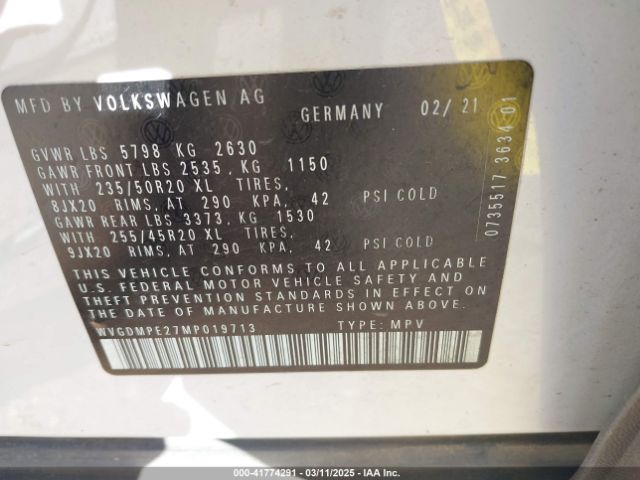 MFD BY VOLKSWAGEN AG GERMANY 02/ 21
GVWR LBS 5798 KG 2630
GAWR FRONT LBS 2535, KG 1150
WITH 235/50R20 XL TIRES,
8JX20 RIMS, AT 290 KPA, 42 PSI COLD
GAWR REAR LBS 3373, KG 1530
WITH 255/45R20 XL TIRES,
9JX20 RIMS, AT 290 KPA, 42 PSI COLD
THIS VEHICLE CONFORMS TO ALL APPLICABLE
U.S. FEDERAL MOTOR VEHICLE SAFETY AND
THEFT PREVENTION STANDARDS IN EFFECT ON
THE DATE OF MANUFACTURE SHOWN ABOVE.
WVGDMPE27MP019713 TYPE: MPV
0735517 3634 01
000-41774291 - 03/11/2025 - IAA Inc.